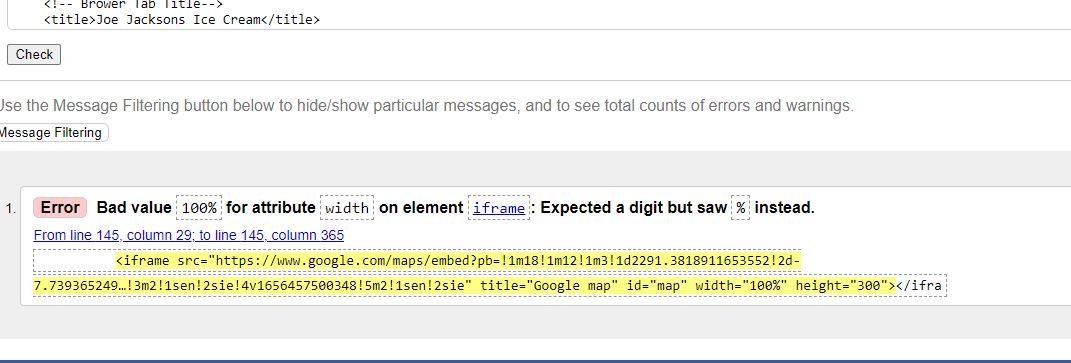 <!-- Brower Tab Title-->
<title>Joe Jacksons Ice Cream</title>
Check
Use the Message Filtering button below to hide/show particular messages, and to see total counts of errors and warnings.
Message Filtering
1. Error Bad value 100% for attribute width on element iframe: Expected a digit but saw % instead.
From line 145, column 29; to line 145, column 365
<iframe src="https://www.google.com/maps/embed?pb=!1m18!1m12!1m3!1d2291.3818911653552!2d-
7.739365249…!3m2!1sen!2sie!4v1656457500348!5m2!1sen!2sie" title="Google map" id="map" width="100%" height="300"></ifra